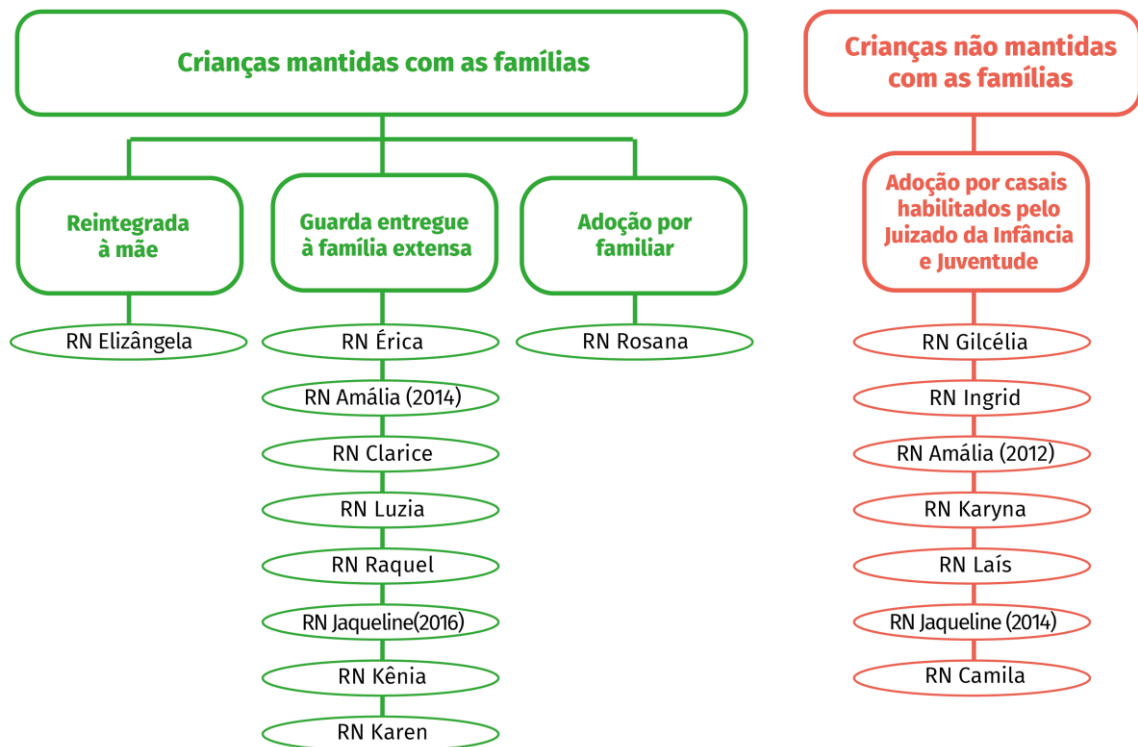 Crianças mantidas com as famílias
Reintegrada
à mãe
RN Elizângela
Guarda entregue
à família extensa
RN Érica
RN Amália (2014)
RN Clarice
RN Luzia
RN Raquel
RN Jaqueline(2016)
RN Kênia
RN Karen
Adoção por
familiar
RN Rosana
Crianças não mantidas
com as famílias
Adoção por casais
habilitados pelo
Juizado da Infância
e Juventude
RN Gilcélia
RN Ingrid
RN Amália (2012)
RN Karyna
RN Laís
RN Jaqueline (2014)
RN Camila